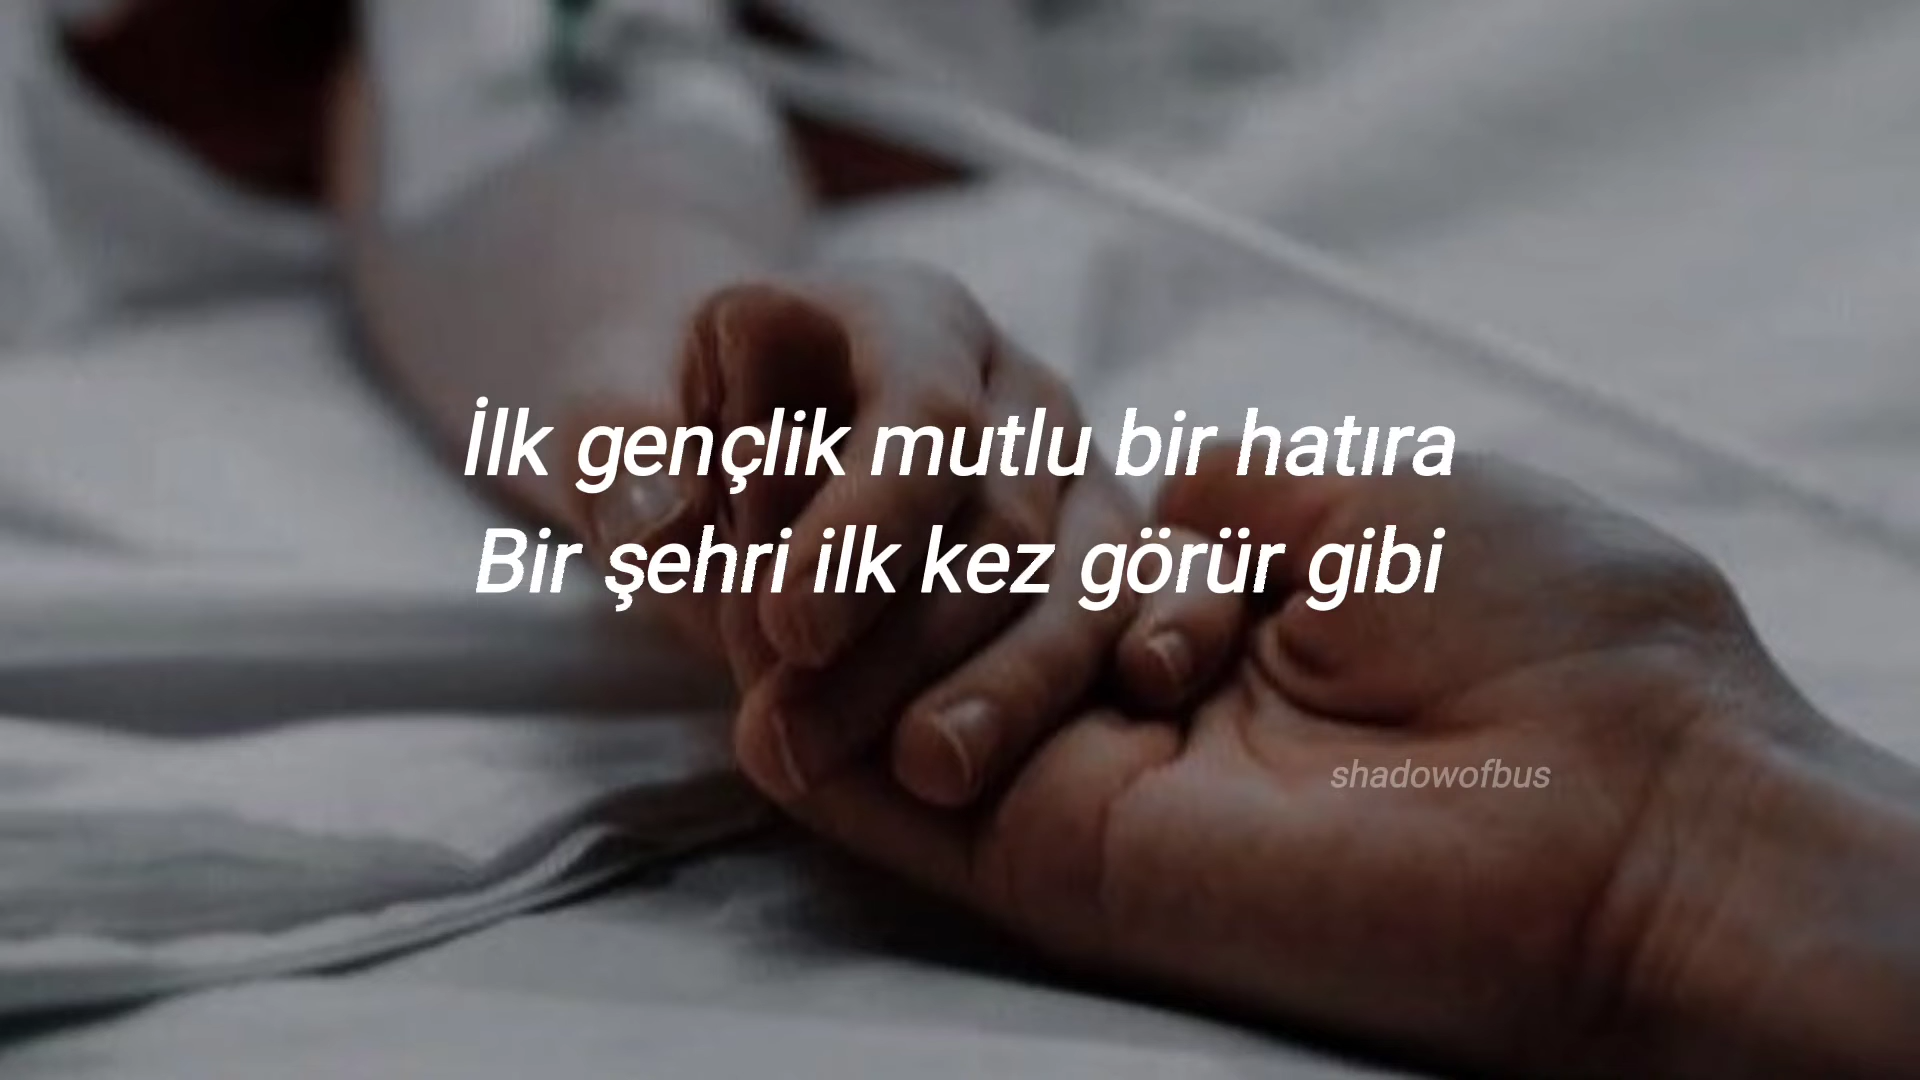 İlk gençlik mutlu bir hatıra
Bir şehri ilk kez görür gibi
shadowofbus